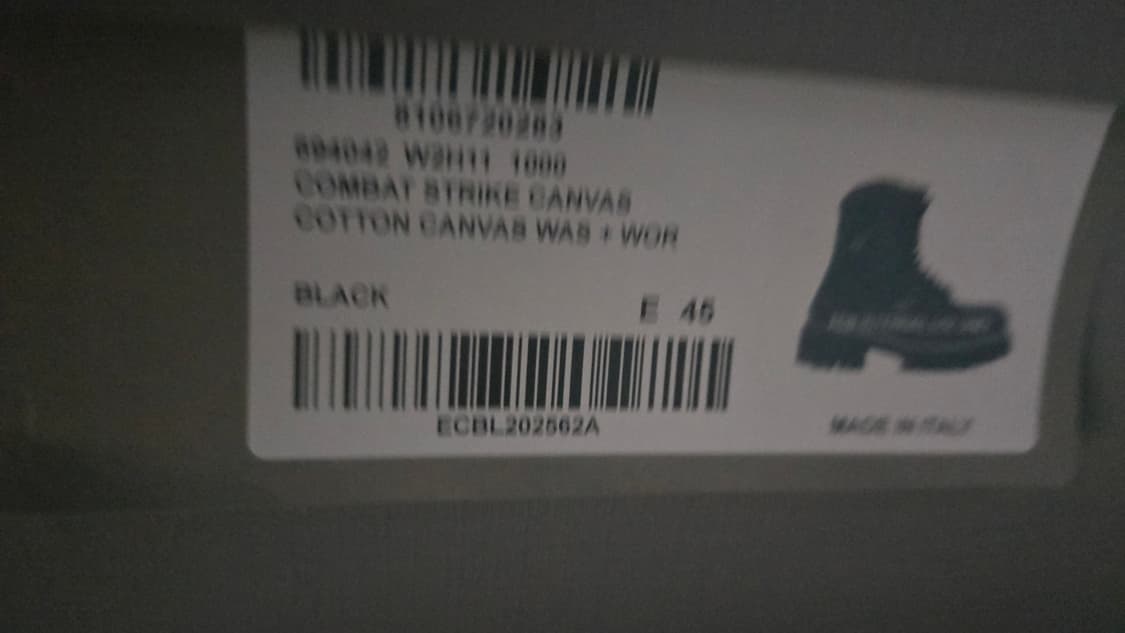 8106720283
694042 W2H11 1000
COMBAT STRIKE CANVAS
COTTON CANVAS WAS + WOR
BLACK
E 45
ECBL202562A
MADE IN ITALY